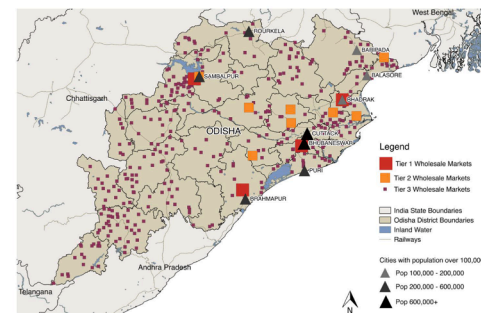 West Beng
ROURKELA
BARIPADA
BALASORE
SAMBALPUR
Chhattisgarh
BHADRAK
ODISHA
CUTTACK
BHUBANESWAR
PURI
BRAHMAPUR
Andhra Pradesh
Telangana
Legend
Tier 1 Wholesale Markets
Tier 2 Wholesale Markets
Tier 3 Wholesale Markets
India State Boundaries
Odisha District Boundaries
Inland Water
Railways
Cities with population over 100,00
Pop 100,000 - 200,000
Pop 200,000 - 600,000
Pop 600,000+
N